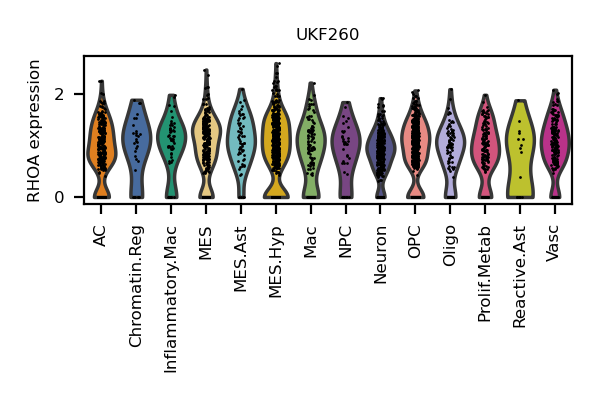 UKF260
RHOA expression
2
0
AC
Chromatin.Reg
Inflammatory.Mac
MES
MES.Ast
MES.Hyp
Mac
NPC
Neuron
OPC
Oligo
Prolif.Metab
Reactive.Ast
Vasc